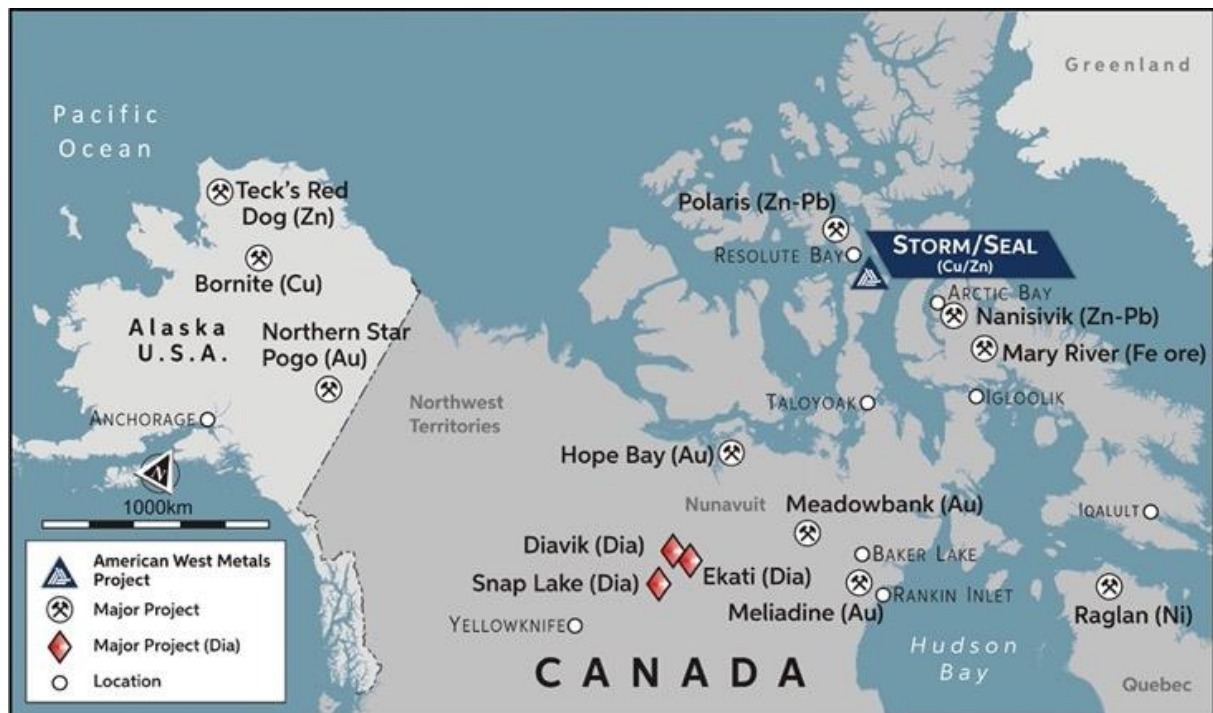 Greenland
Pacific
Ocean
Teck's Red
Dog (Zn)
Polaris (Zn-Pb)
RESOLUTE BAY
STORM/SEAL
(Cu/Zn)
Bornite (Cu)
ARCTIC BAY
Nanisivik (Zn-Pb)
Alaska
U.S.A.
Northern Star
Pogo (Au)
Mary River (Fe ore)
ANCHORAGE
Northwest
Territories
TALOYOAK
IGLOOLIK
N
Hope Bay (Au)
1000km
Nunavuit
Meadowbank (Au)
IQALULT
Diavik (Dia)
BAKER LAKE
Snap Lake (Dia)
Ekati (Dia)
Meliadine (Au)
RANKIN INLET
Raglan (Ni)
YELLOWKNIFE
Hudson
Bay
CANADA
Quebec
American West Metals
Project
Major Project
Major Project (Dia)
Location